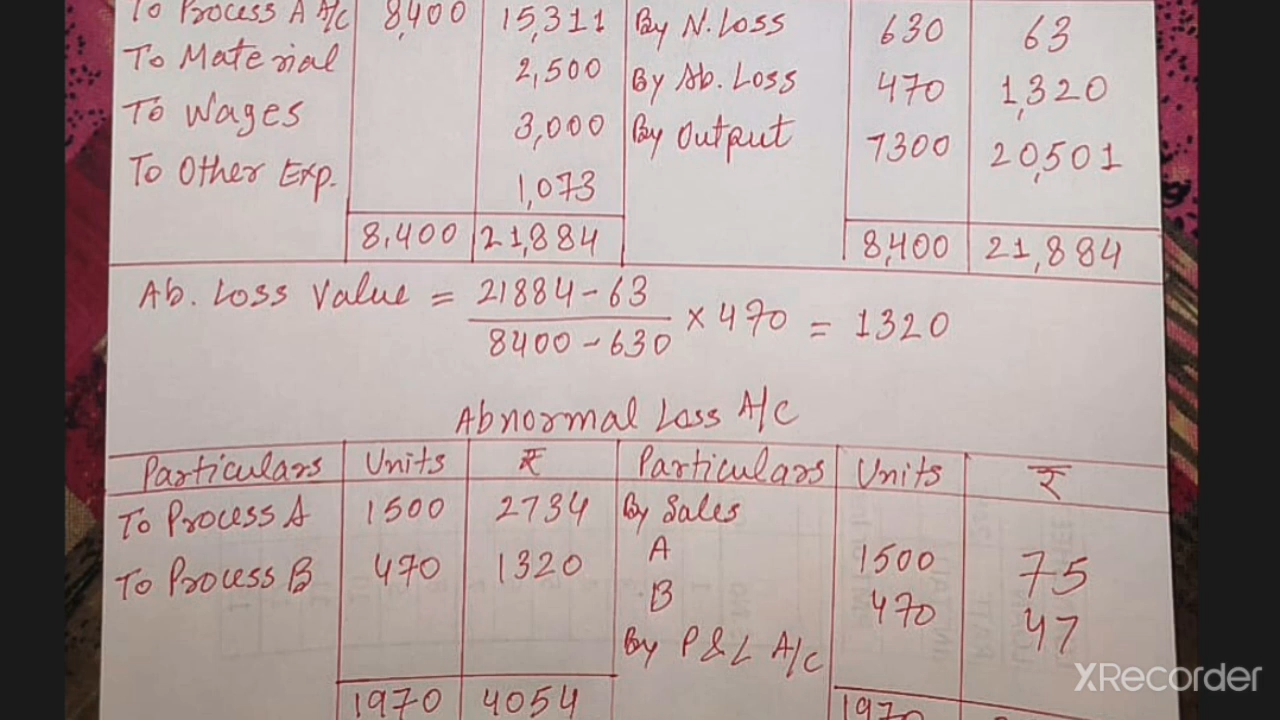 To Process A A/c 8,400 15,311 By N. Loss 630 63
To Material 2,500 By Ab. Loss 470 1,320
To Wages 3,000 By Output 7300 20,501
To Other Exp. 1,073
8,400 21,884 8,400 21,884
Ab. Loss Value = 21884 - 63 / 8400 - 630 × 470 = 1320
Abnormal Loss A/c
Particulars Units ₹ Particulars Units ₹
To Process A 1500 2734 By Sales
To Process B 470 1320 A 1500 75
B 470 47
By P & L A/c
1970 4054 1970
XRecorder